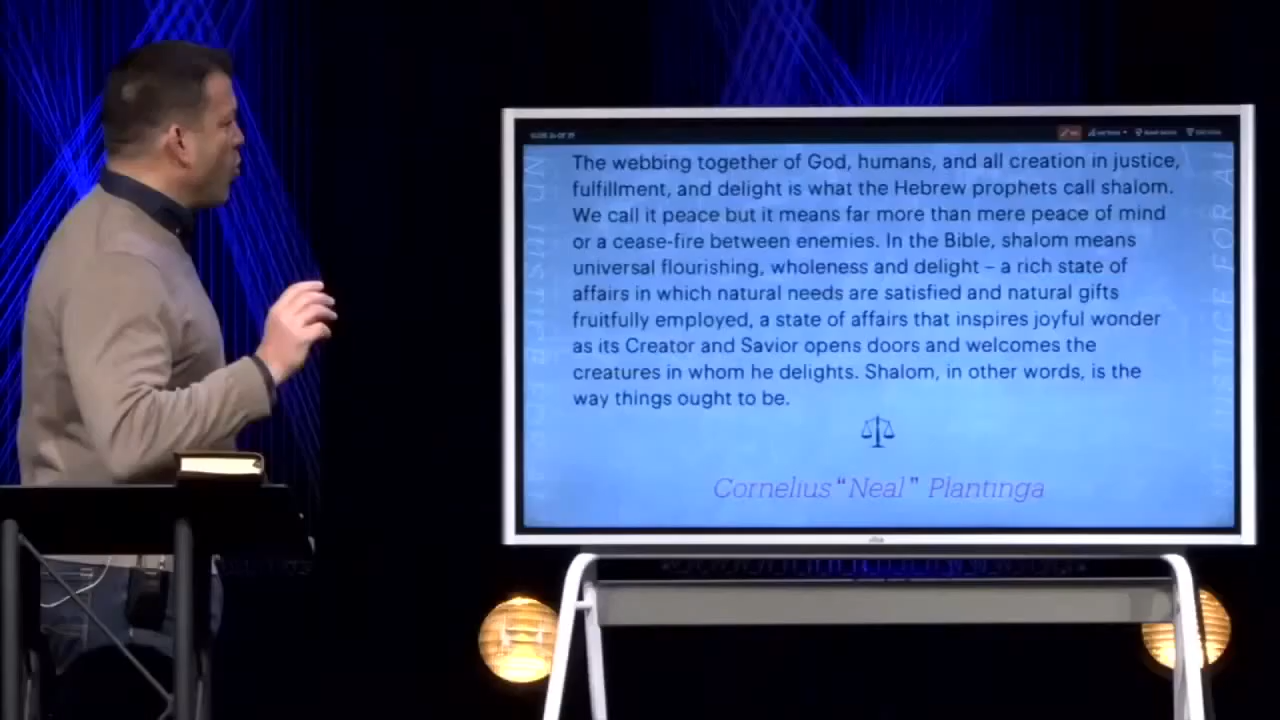 The webbing together of God, humans, and all creation in justice,
fulfillment, and delight is what the Hebrew prophets call shalom.
We call it peace but it means far more than mere peace of mind
or a cease-fire between enemies. In the Bible, shalom means
universal flourishing, wholeness and delight – a rich state of
affairs in which natural needs are satisfied and natural gifts
fruitfully employed, a state of affairs that inspires joyful wonder
as its Creator and Savior opens doors and welcomes the
creatures in whom he delights. Shalom, in other words, is the
way things ought to be.
Cornelius “Neal” Plantinga
JUSTICE FOR
JUSTICE FOR AL